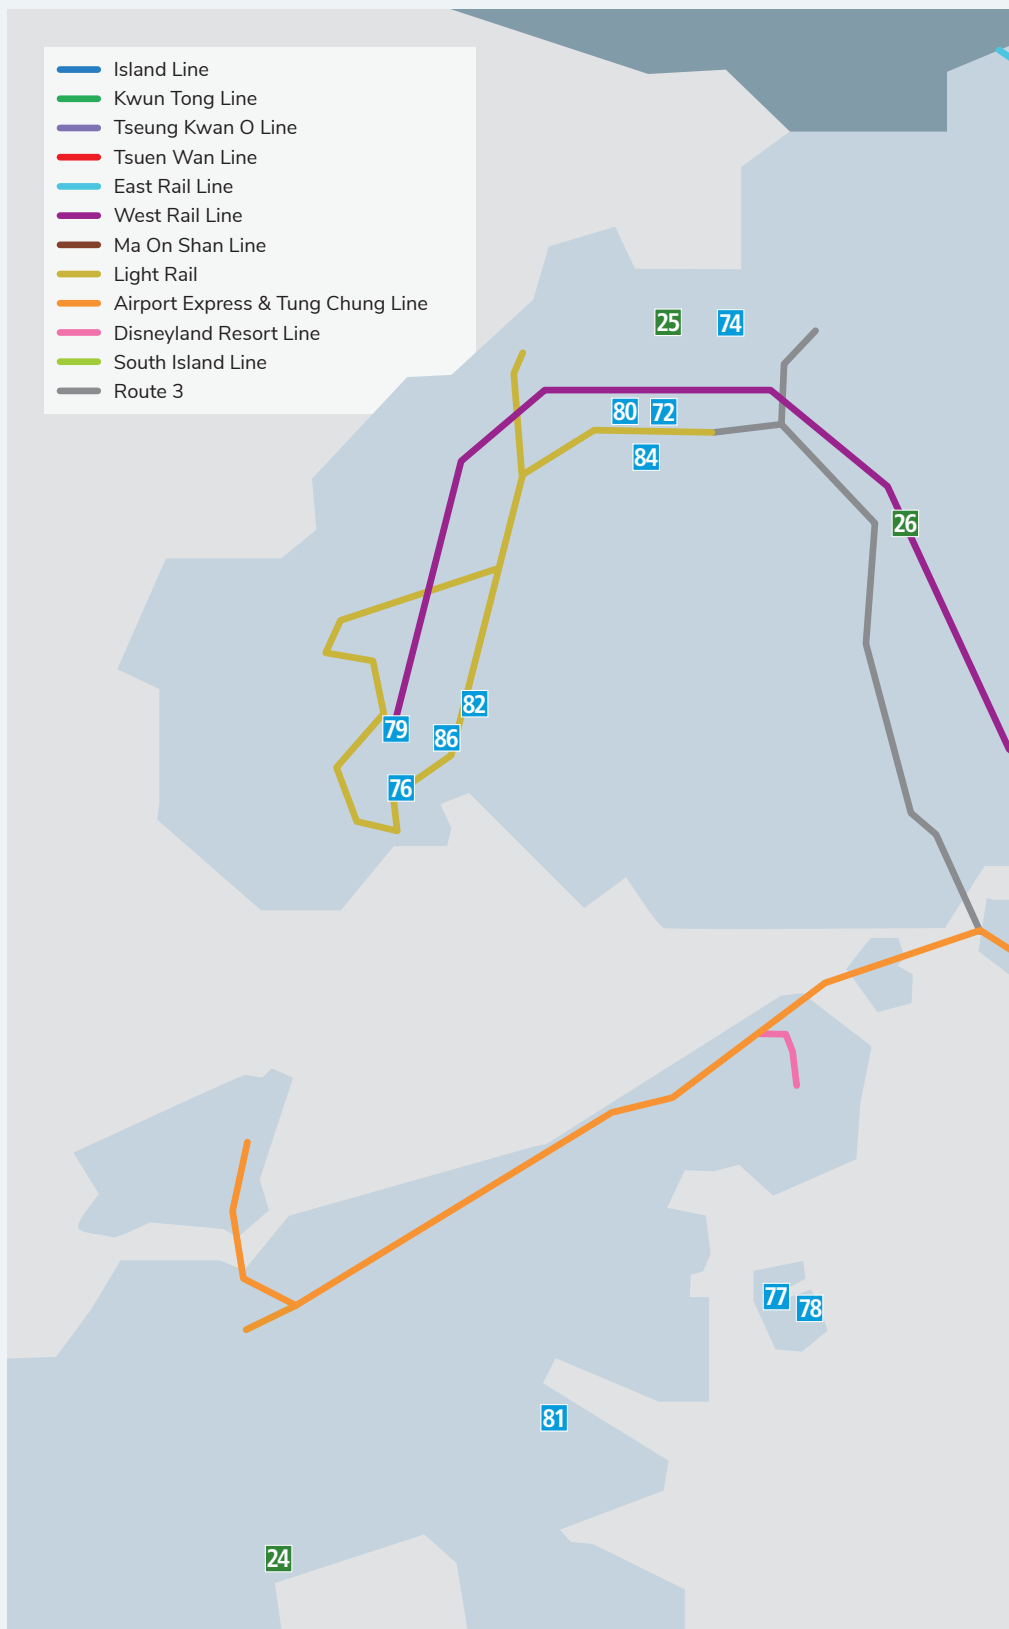 Island Line
Kwun Tong Line
Tseung Kwan O Line
Tsuen Wan Line
East Rail Line
West Rail Line
Ma On Shan Line
Light Rail
Airport Express & Tung Chung Line
Disneyland Resort Line
South Island Line
Route 3
25 74
80 72
84
26
82
79 86
76
77 78
81
24